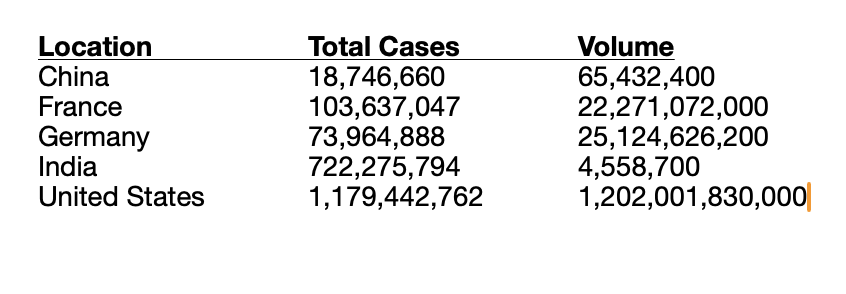 Location Total Cases Volume
China 18,746,660 65,432,400
France 103,637,047 22,271,072,000
Germany 73,964,888 25,124,626,200
India 722,275,794 4,558,700
United States 1,179,442,762 1,202,001,830,000